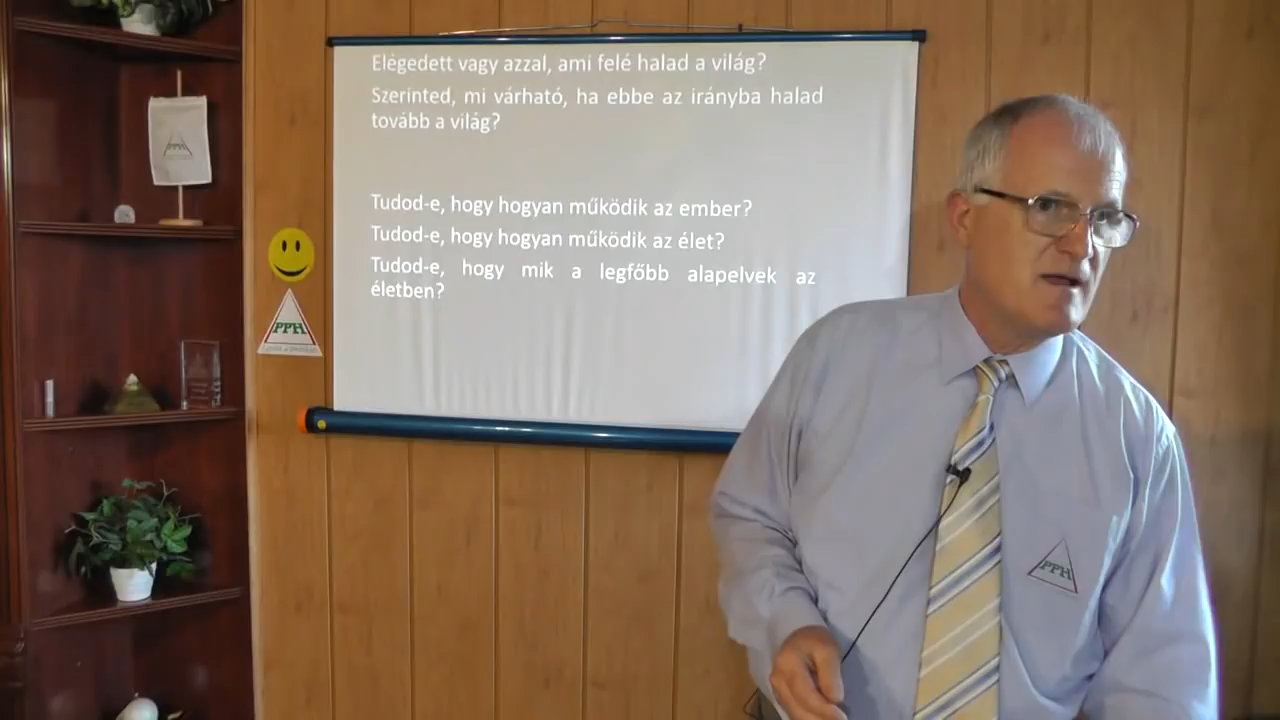 Elégedett vagy azzal, ami felé halad a világ?
Szerinted, mi várható, ha ebbe az irányba halad
tovább a világ?
Tudod-e, hogy hogyan működik az ember?
Tudod-e, hogy hogyan működik az élet?
Tudod-e, hogy mik a legfőbb alapelvek az
életben?
PPH
PPH
PPH